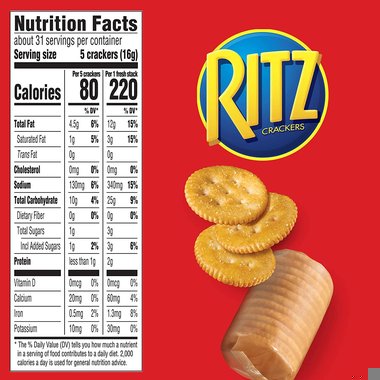 Nutrition Facts
about 31 servings per container
Serving size 5 crackers (16g)
Per 5 crackers Per 1 fresh stack
Calories 80 220
% DV* % DV*
Total Fat 4.5g 6% 12g 15%
Saturated Fat 1g 5% 3g 15%
Trans Fat 0g 0g
Cholesterol 0mg 0% 0mg 0%
Sodium 130mg 6% 340mg 15%
Total Carbohydrate 10g 4% 25g 9%
Dietary Fiber 0g 0% 0g 0%
Total Sugars 1g 3g
Incl Added Sugars 1g 2% 3g 6%
Protein less than 1g 2g
Vitamin D 0mcg 0% 0mcg 0%
Calcium 20mg 0% 60mg 4%
Iron 0.5mg 2% 1.3mg 8%
Potassium 10mg 0% 30mg 0%
* The % Daily Value (DV) tells you how much a nutrient
in a serving of food contributes to a daily diet. 2,000
calories a day is used for general nutrition advice.
RITZ
CRACKERS